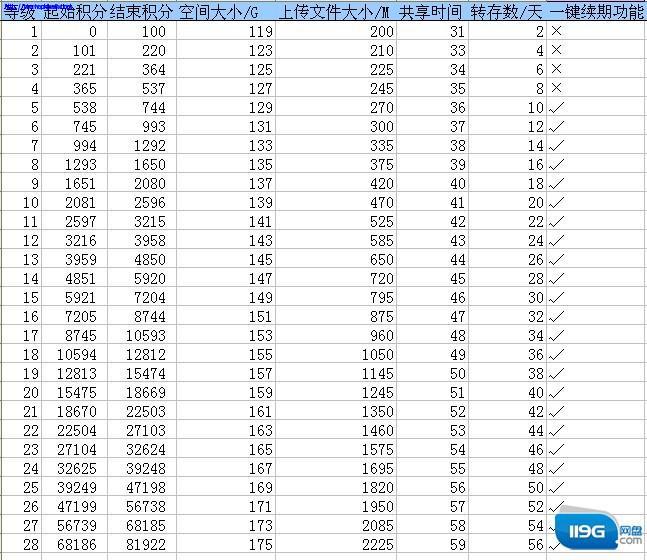 等级 起始积分 结束积分 空间大小/G 上传文件大小/M 共享时间 转存数/天 一键续期功能
1 0 100 119 200 31 2 ×
2 101 220 123 210 33 4 ×
3 221 364 125 225 34 6 ×
4 365 537 127 245 35 8 ×
5 538 744 129 270 36 10 ✓
6 745 993 131 300 37 12 ✓
7 994 1292 133 335 38 14 ✓
8 1293 1650 135 375 39 16 ✓
9 1651 2080 137 420 40 18 ✓
10 2081 2596 139 470 41 20 ✓
11 2597 3215 141 525 42 22 ✓
12 3216 3958 143 585 43 24 ✓
13 3959 4850 145 650 44 26 ✓
14 4851 5920 147 720 45 28 ✓
15 5921 7204 149 795 46 30 ✓
16 7205 8744 151 875 47 32 ✓
17 8745 10593 153 960 48 34 ✓
18 10594 12812 155 1050 49 36 ✓
19 12813 15474 157 1145 50 38 ✓
20 15475 18669 159 1245 51 40 ✓
21 18670 22503 161 1350 52 42 ✓
22 22504 27103 163 1460 53 44 ✓
23 27104 32624 165 1575 54 46 ✓
24 32625 39248 167 1695 55 48 ✓
25 39249 47198 169 1820 56 50 ✓
26 47199 56738 171 1950 57 52 ✓
27 56739 68185 173 2085 58 54 ✓
28 68186 81922 175 2225 59 56 ✓
119G 网盘
.com